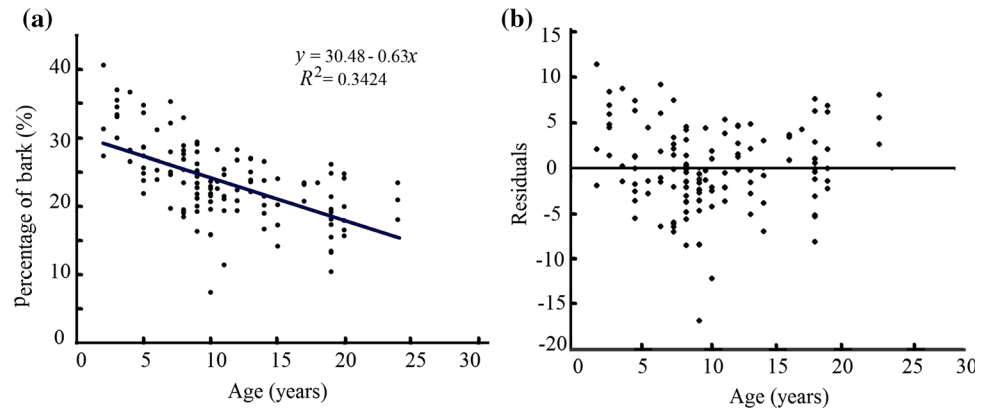 (a)
y = 30.48 - 0.63x
R² = 0.3424
Percentage of bark (%)
40
30
20
10
0
0 5 10 15 20 25 30
Age (years)
(b)
Residuals
15
10
5
0
-5
-10
-15
-20
0 5 10 15 20 25 30
Age (years)